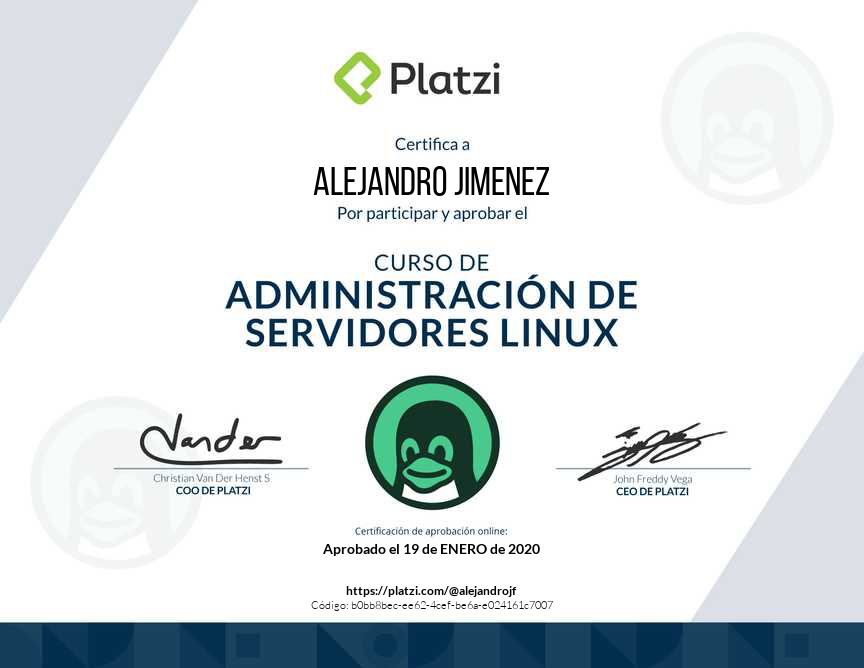 Platzi
Certifica a
ALEJANDRO JIMENEZ
Por participar y aprobar el
CURSO DE
ADMINISTRACIÓN DE
SERVIDORES LINUX
Vander
Christian Van Der Henst S
COO DE PLATZI
John Freddy Vega
CEO DE PLATZI
Certificación de aprobación online:
Aprobado el 19 de ENERO de 2020
https://platzi.com/@alejandrojf
Código: b0bb8bec-ee62-4cef-be6a-e024161c7007